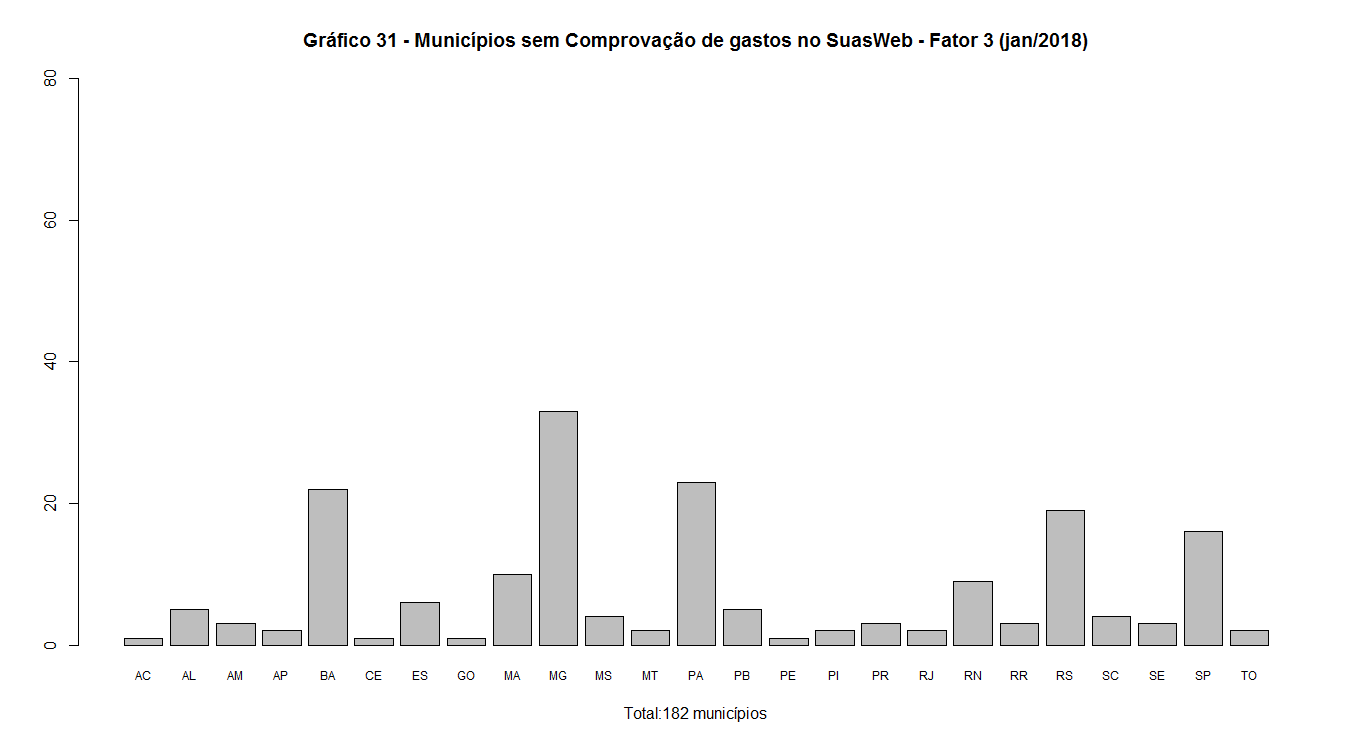 Gráfico 31 - Municípios sem Comprovação de gastos no SuasWeb - Fator 3 (jan/2018)
80
60
40
20
0
AC AL AM AP BA CE ES GO MA MG MS MT PA PB PE PI PR RJ RN RR RS SC SE SP TO
Total:182 municípios